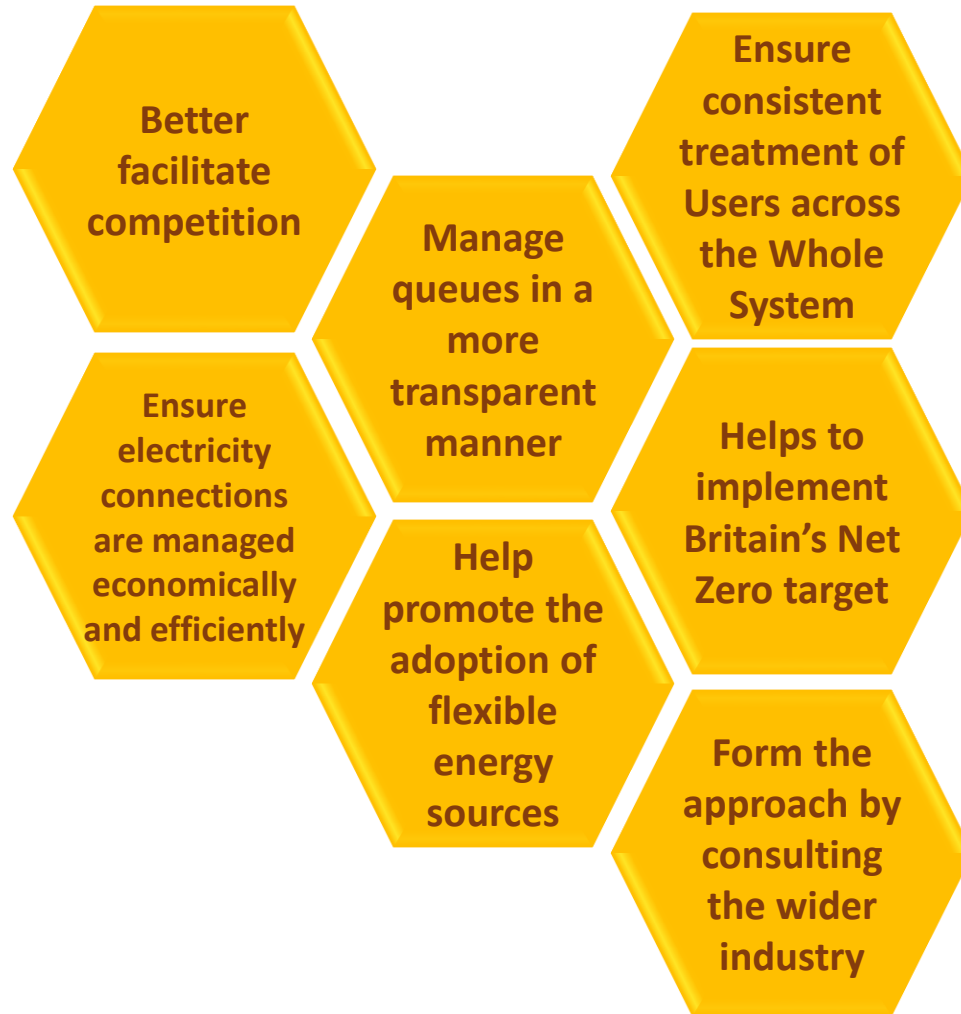 Better
facilitate
competition
Ensure
consistent
treatment of
Users across
the Whole
System
Manage
queues in a
more
transparent
manner
Ensure
electricity
connections
are managed
economically
and efficiently
Helps to
implement
Britain’s Net
Zero target
Help
promote the
adoption of
flexible
energy
sources
Form the
approach by
consulting
the wider
industry